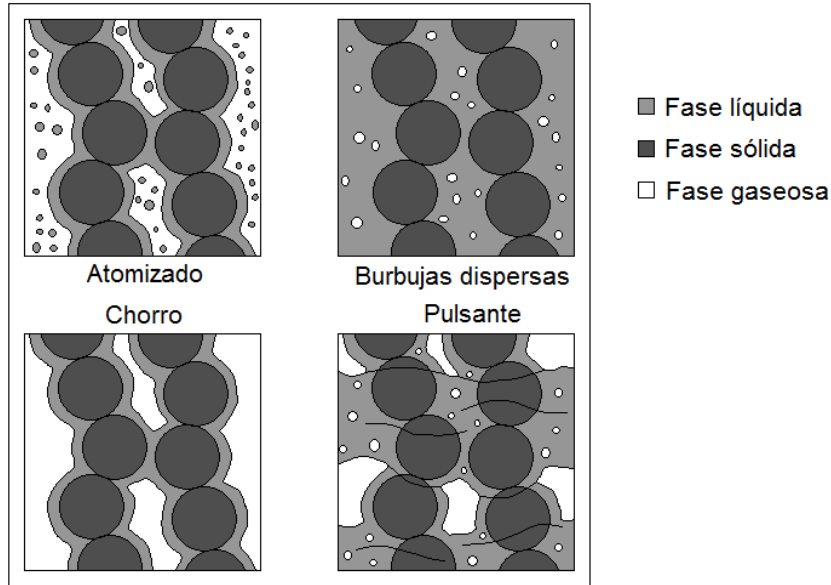 Atomizado
Burbujas dispersas
Chorro
Pulsante
Fase líquida
Fase sólida
Fase gaseosa